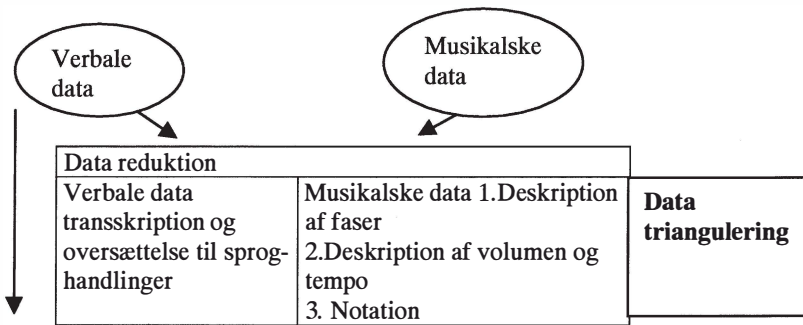 Verbale
data
Musikalske
data
Data reduktion
Verbale data
transskription og
oversættelse til sprog-
handlinger
Musikalske data 1.Deskription
af faser
2.Deskription af volumen og
tempo
3. Notation
Data
triangulering